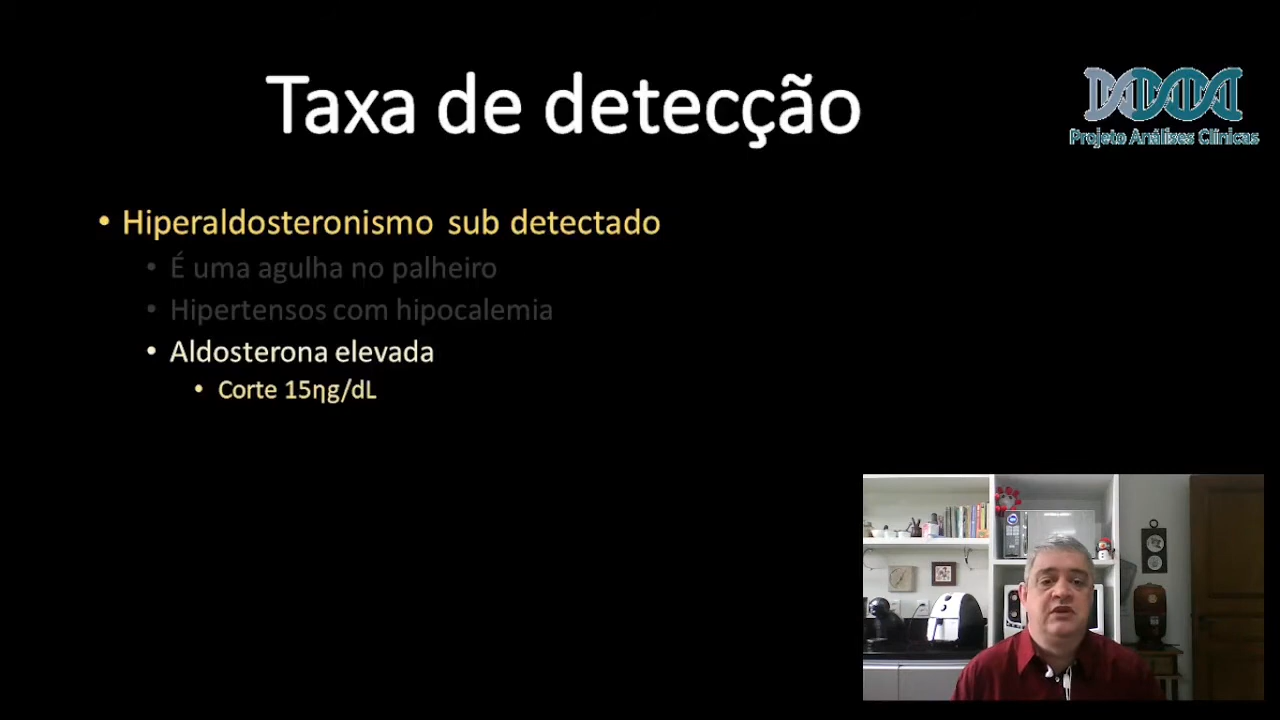 Taxa de detecção
Projeto Análises Clínicas
• Hiperaldosteronismo sub detectado
• É uma agulha no palheiro
• Hipertensos com hipocalemia
• Aldosterona elevada
• Corte 15ηg/dL